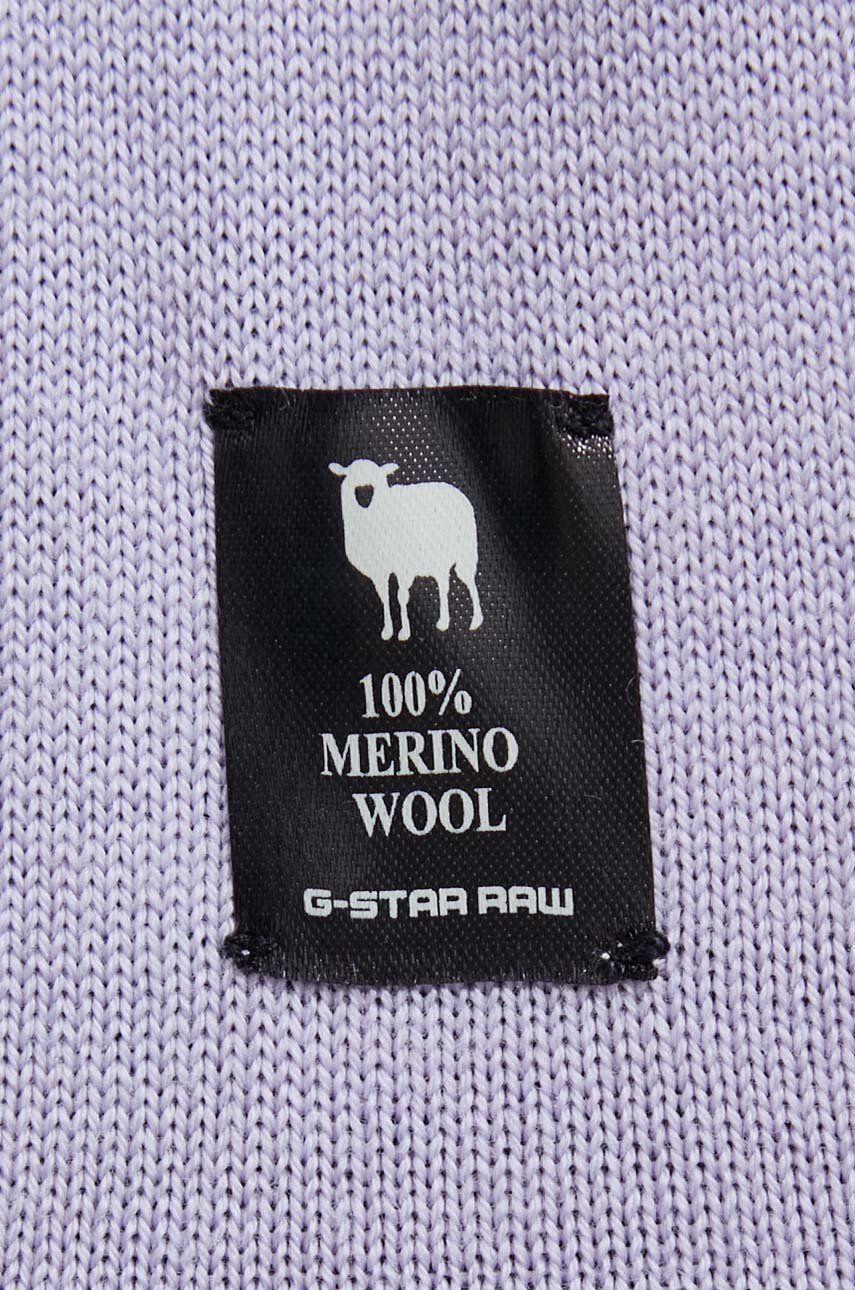 100%
MERINO
WOOL
G-STAR RAW